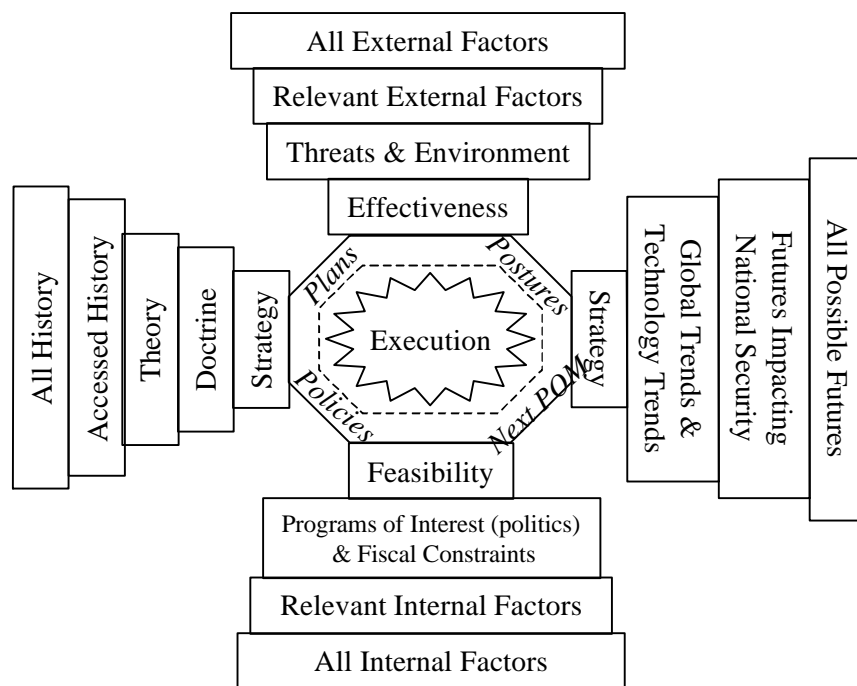 All External Factors
Relevant External Factors
Threats & Environment
Effectiveness
All History
Accessed History
Theory
Doctrine
Strategy
Plans
Postures
Execution
Policies
Next POM
Strategy
Global Trends &
Technology Trends
Futures Impacting
National Security
All Possible Futures
Feasibility
Programs of Interest (politics)
& Fiscal Constraints
Relevant Internal Factors
All Internal Factors